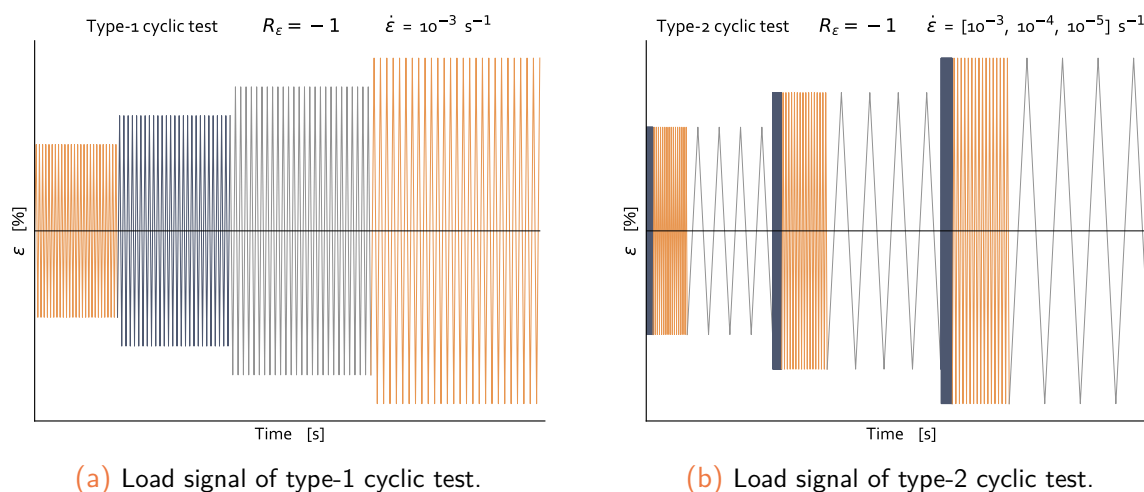 Type-1 cyclic test R_ε = −1 ε̇ = 10⁻³ s⁻¹
ε [%]
Time [s]
(a) Load signal of type-1 cyclic test.
Type-2 cyclic test R_ε = −1 ε̇ = [10⁻³, 10⁻⁴, 10⁻⁵] s⁻¹
ε [%]
Time [s]
(b) Load signal of type-2 cyclic test.